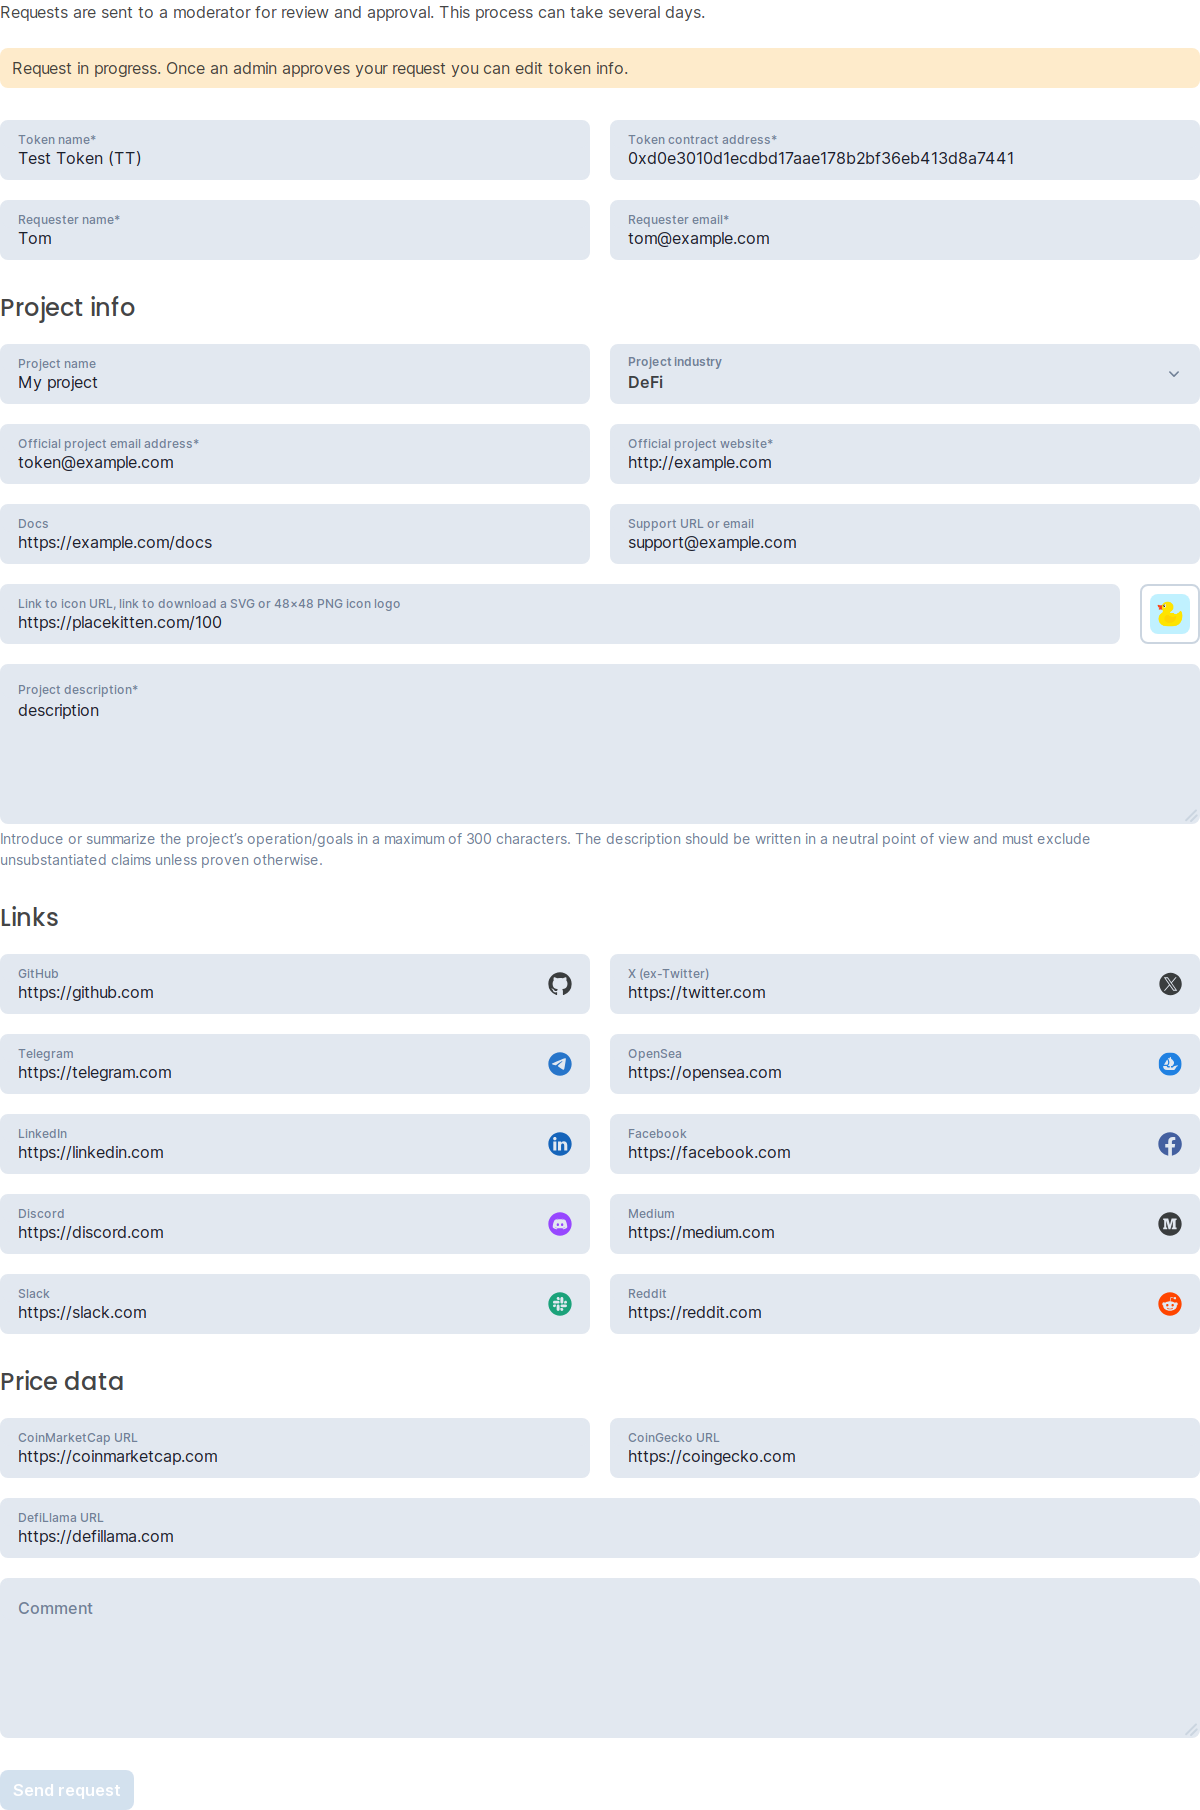 Requests are sent to a moderator for review and approval. This process can take several days.
Request in progress. Once an admin approves your request you can edit token info.
Token name*
Test Token (TT)
Token contract address*
0xd0e3010d1ecdbd17aae178b2bf36eb413d8a7441
Requester name*
Tom
Requester email*
tom@example.com
Project info
Project name
My project
Project industry
DeFi
Official project email address*
token@example.com
Official project website*
http://example.com
Docs
https://example.com/docs
Support URL or email
support@example.com
Link to icon URL, link to download a SVG or 48×48 PNG icon logo
https://placekitten.com/100
Project description*
description
Introduce or summarize the project’s operation/goals in a maximum of 300 characters. The description should be written in a neutral point of view and must exclude
unsubstantiated claims unless proven otherwise.
Links
GitHub
https://github.com
X (ex-Twitter)
https://twitter.com
Telegram
https://telegram.com
OpenSea
https://opensea.com
LinkedIn
https://linkedin.com
Facebook
https://facebook.com
Discord
https://discord.com
Medium
https://medium.com
Slack
https://slack.com
Reddit
https://reddit.com
Price data
CoinMarketCap URL
https://coinmarketcap.com
CoinGecko URL
https://coingecko.com
DefiLlama URL
https://defillama.com
Comment
Send request